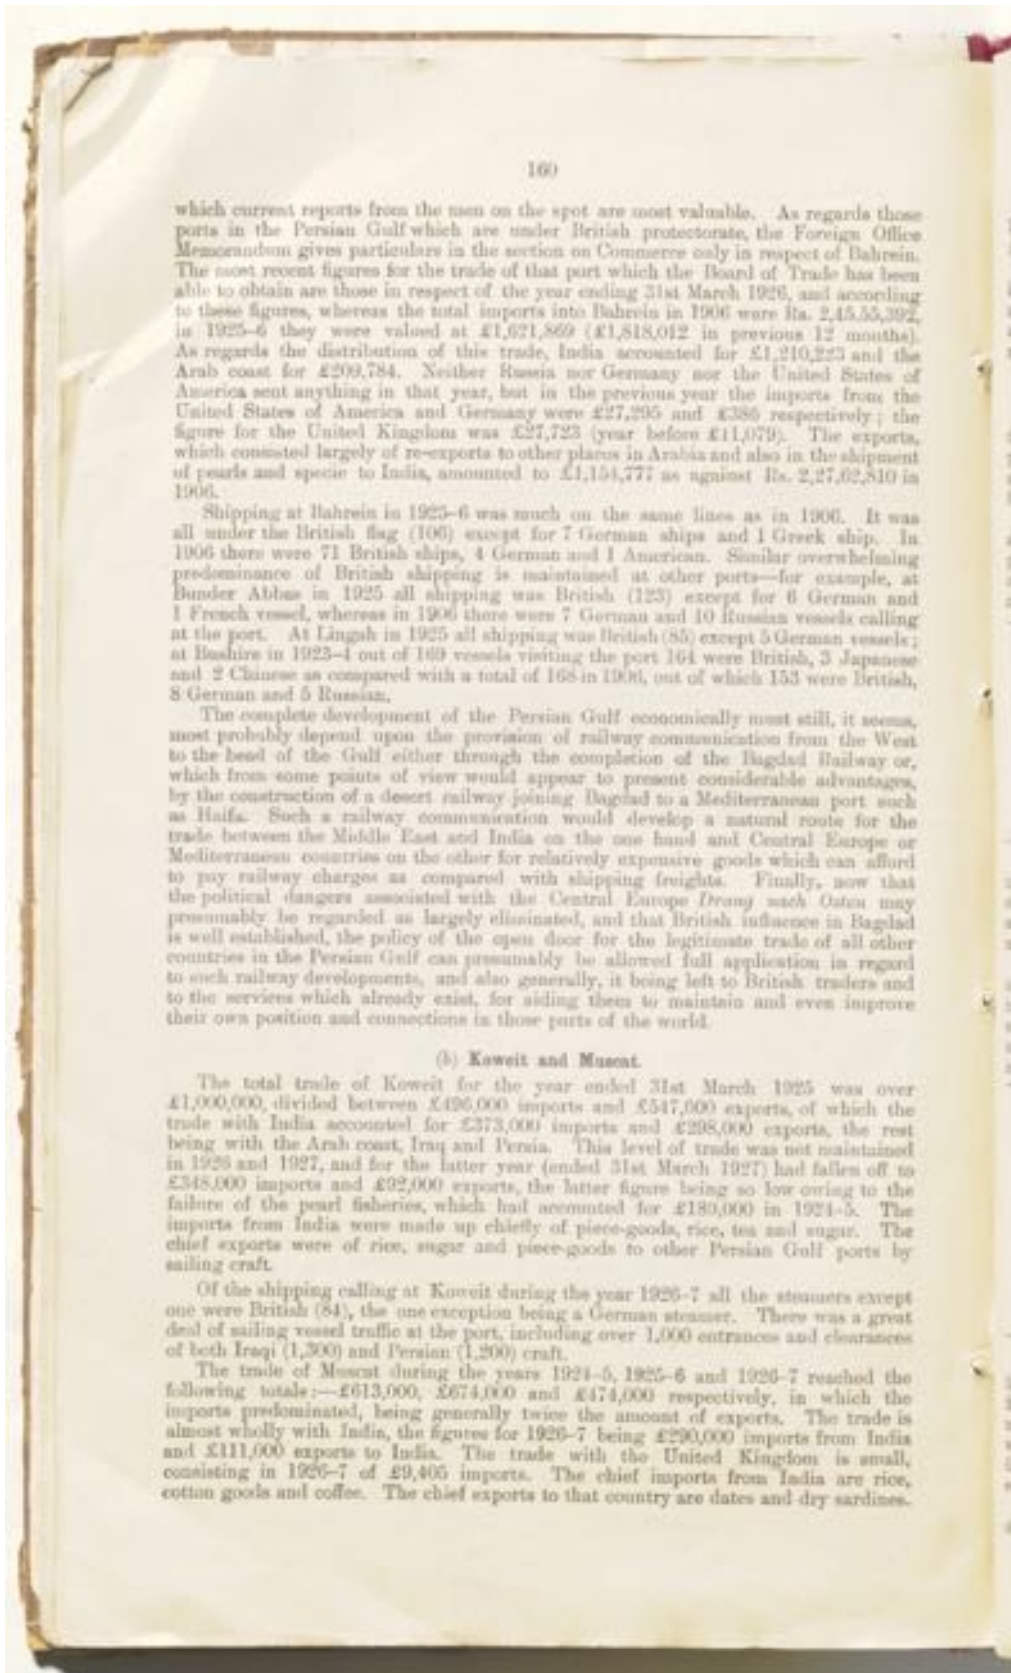 160
which current reports from the men on the spot are most valuable. As regards those
ports in the Persian Gulf which are under British protectorate, the Foreign Office
Memorandum gives particulars in the section on Commerce only in respect of Bahrein.
The most recent figures for the trade of that port which the Board of Trade has been
able to obtain are those in respect of the year ending 31st March 1926, and according
to these figures, whereas the total imports into Bahrein in 1906 were Rs. 2,45,55,392,
in 1925–6 they were valued at £1,621,869 (£1,818,012 in previous 12 months).
As regards the distribution of this trade, India accounted for £1,210,223 and the
Arab coast for £209,784. Neither Russia nor Germany nor the United States of
America sent anything in that year, but in the previous year the imports from the
United States of America and Germany were £27,295 and £386 respectively; the
figure for the United Kingdom was £27,723 (year before £11,079). The exports,
which consisted largely of re-exports to other places in Arabia and also in the shipment
of pearls and specie to India, amounted to £1,154,777 as against Rs. 2,27,62,810 in
1906.
Shipping at Bahrein in 1925–6 was much on the same lines as in 1906. It was
all under the British flag (106) except for 7 German ships and 1 Greek ship. In
1906 there were 71 British ships, 4 German and 1 American. Similar overwhelming
predominance of British shipping is maintained at other ports—for example, at
Bunder Abbas in 1925 all shipping was British (123) except for 6 German and
1 French vessel, whereas in 1906 there were 7 German and 10 Russian vessels calling
at the port. At Lingah in 1925 all shipping was British (85) except 5 German vessels;
at Bushire in 1923–4 out of 169 vessels visiting the port 164 were British, 3 Japanese
and 2 Chinese as compared with a total of 168 in 1906, out of which 153 were British,
8 German and 5 Russian.
The complete development of the Persian Gulf economically must still, it seems,
most probably depend upon the provision of railway communication from the West
to the head of the Gulf either through the completion of the Bagdad Railway or,
which from some points of view would appear to present considerable advantages,
by the construction of a desert railway joining Bagdad to a Mediterranean port such
as Haifa. Such a railway communication would develop a natural route for the
trade between the Middle East and India on the one hand and Central Europe or
Mediterranean countries on the other for relatively expensive goods which can afford
to pay railway charges as compared with shipping freights. Finally, now that
the political dangers associated with the Central Europe Drang nach Osten may
presumably be regarded as largely eliminated, and that British influence in Bagdad
is well established, the policy of the open door for the legitimate trade of all other
countries in the Persian Gulf can presumably be allowed full application in regard
to such railway developments, and also generally, it being left to British traders and
to the services which already exist, for aiding them to maintain and even improve
their own position and connections in those parts of the world.
(b) Koweit and Muscat.
The total trade of Koweit for the year ended 31st March 1925 was over
£1,000,000, divided between £496,000 imports and £547,000 exports, of which the
trade with India accounted for £373,000 imports and £298,000 exports, the rest
being with the Arab coast, Iraq and Persia. This level of trade was not maintained
in 1926 and 1927, and for the latter year (ended 31st March 1927) had fallen off to
£348,000 imports and £92,000 exports, the latter figure being so low owing to the
failure of the pearl fisheries, which had accounted for £180,000 in 1924–5. The
imports from India were made up chiefly of piece-goods, rice, tea and sugar. The
chief exports were of rice, sugar and piece-goods to other Persian Gulf ports by
sailing craft.
Of the shipping calling at Koweit during the year 1926–7 all the steamers except
one were British (84), the one exception being a German steamer. There was a great
deal of sailing vessel traffic at the port, including over 1,000 entrances and clearances
of both Iraqi (1,300) and Persian (1,200) craft.
The trade of Muscat during the years 1924–5, 1925–6 and 1926–7 reached the
following totals:—£613,000, £674,000 and £474,000 respectively, in which the
imports predominated, being generally twice the amount of exports. The trade is
almost wholly with India, the figures for 1926–7 being £290,000 imports from India
and £111,000 exports to India. The trade with the United Kingdom is small,
consisting in 1926–7 of £9,405 imports. The chief imports from India are rice,
cotton goods and coffee. The chief exports to that country are dates and dry sardines.